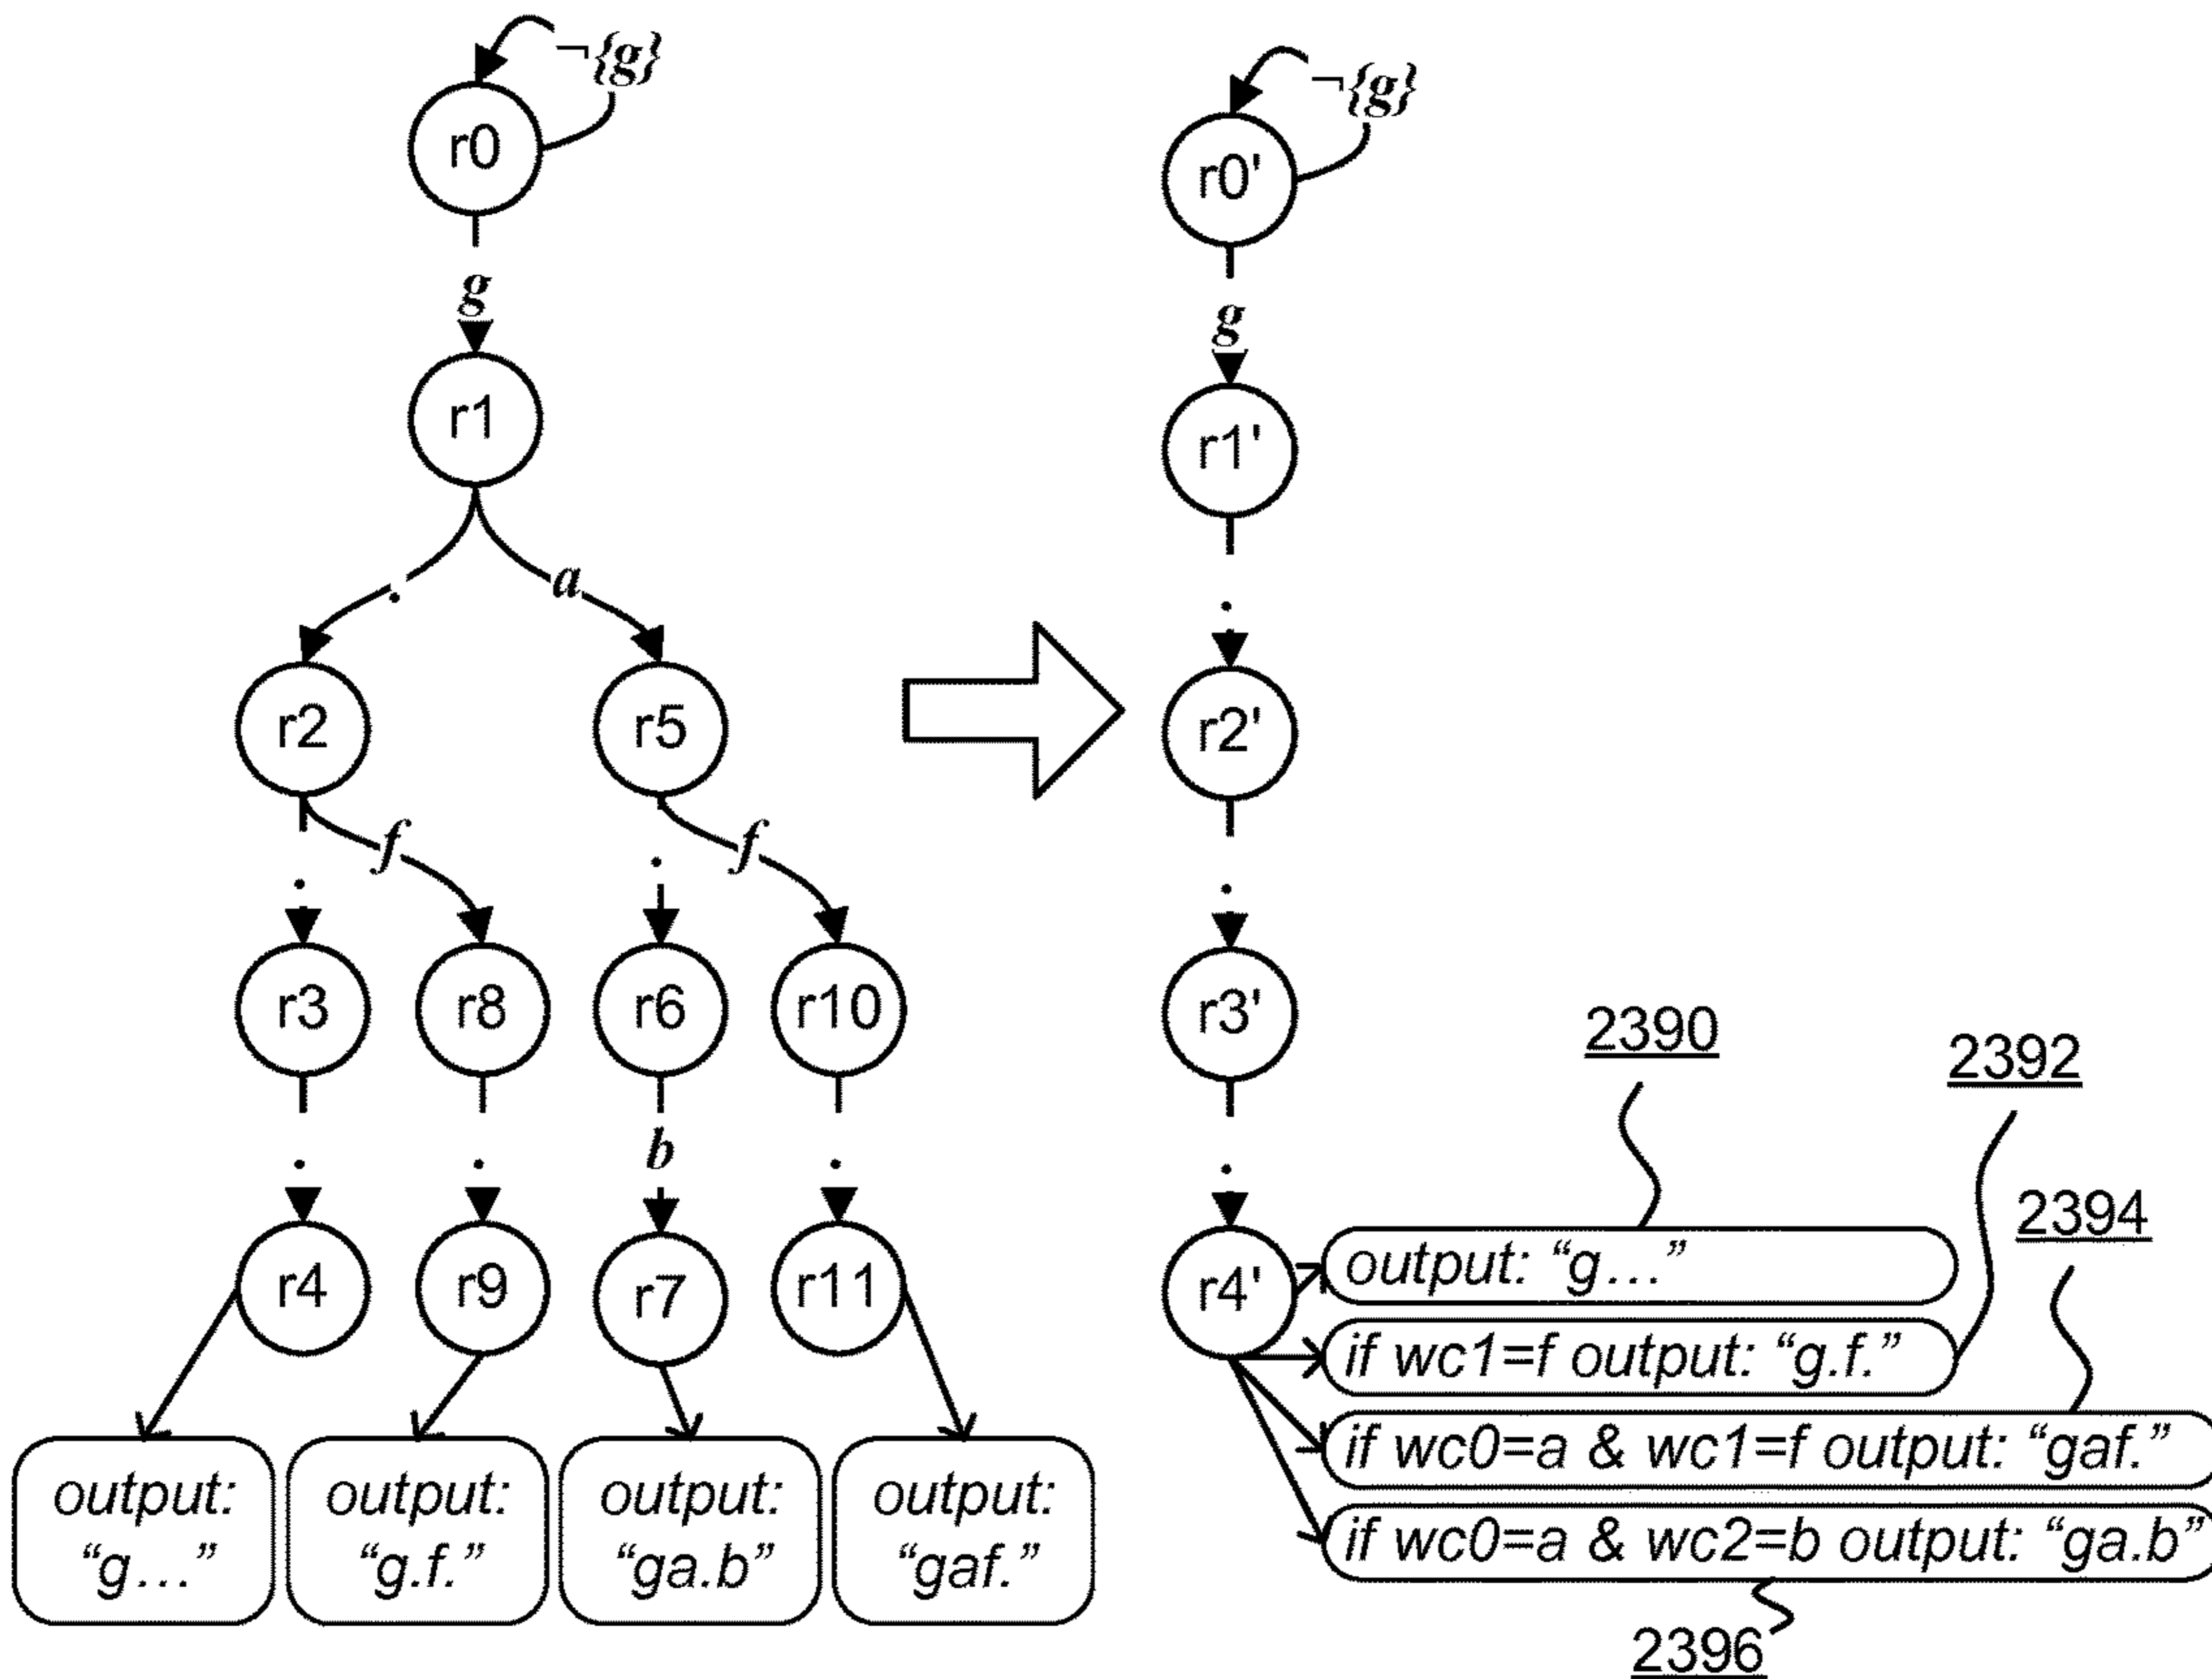 ¬{g}
r0
g
r1
.
a
r2
r5
.
f
.
f
r3
r8
r6
r10
.
.
b
.
r4
r9
r7
r11
output:
“g...”
output:
“g.f.”
output:
“ga.b”
output:
“gaf.”
¬{g}
r0'
g
r1'
.
r2'
.
r3'
.
r4'
2390
2392
2394
output: “g...”
if wc1=f output: “g.f.”
if wc0=a & wc1=f output: “gaf.”
if wc0=a & wc2=b output: “ga.b”
2396